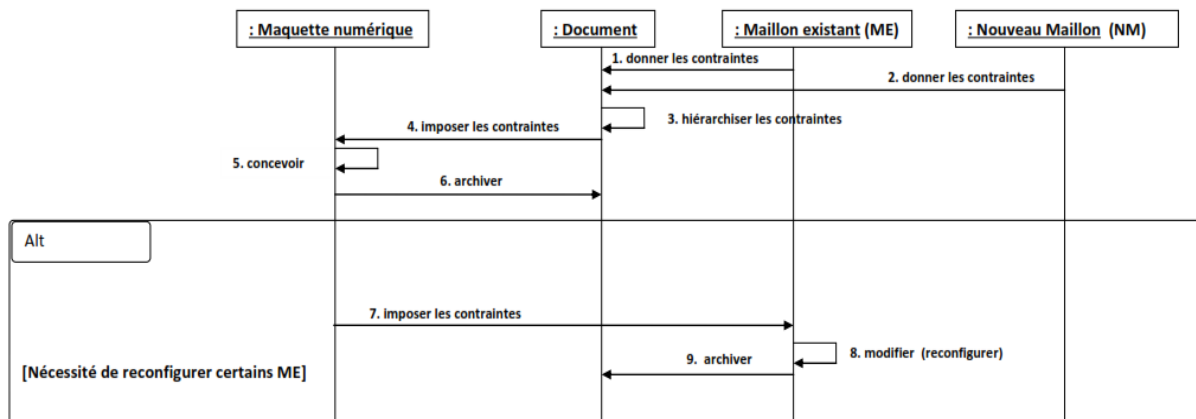 : Maquette numérique
: Document
: Maillon existant (ME)
: Nouveau Maillon (NM)
1. donner les contraintes
2. donner les contraintes
3. hiérarchiser les contraintes
4. imposer les contraintes
5. concevoir
6. archiver
Alt
7. imposer les contraintes
8. modifier (reconfigurer)
9. archiver
[Nécessité de reconfigurer certains ME]